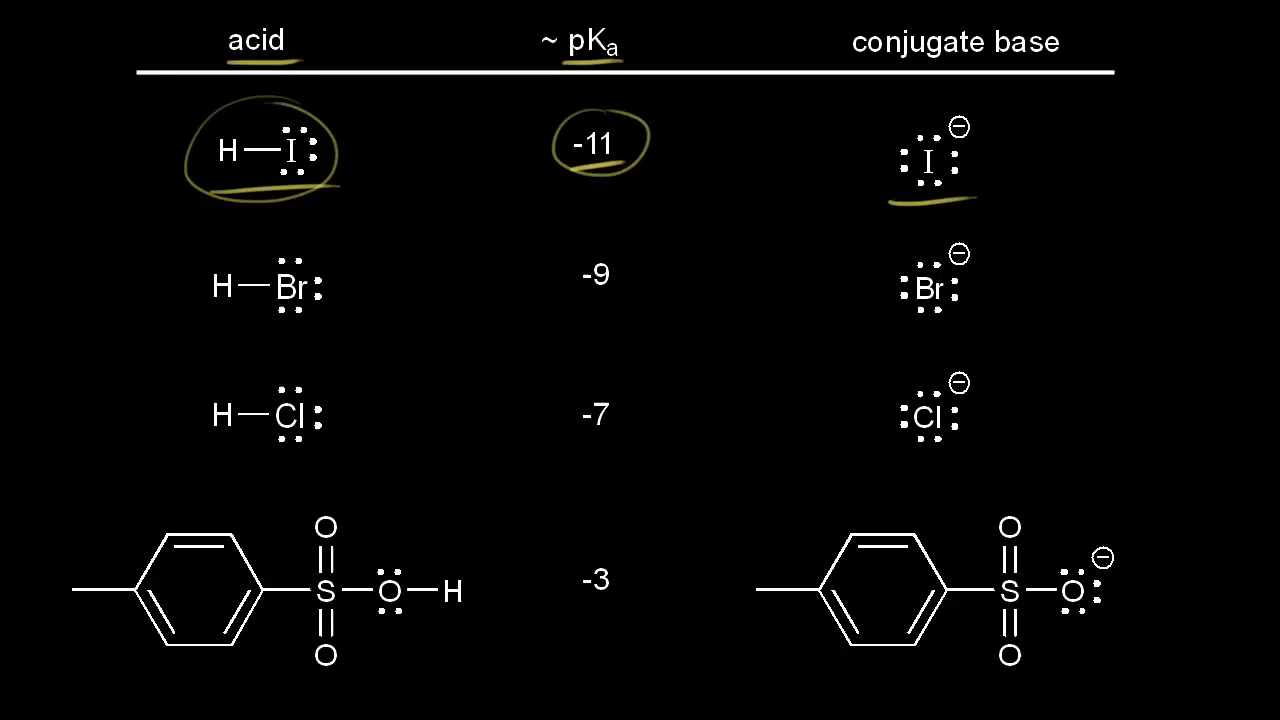 acid ~ pKa conjugate base
H—I -11 I⊖
H—Br -9 Br⊖
H—Cl -7 Cl⊖
O O ⊖
S—O—H -3 S—O
O O